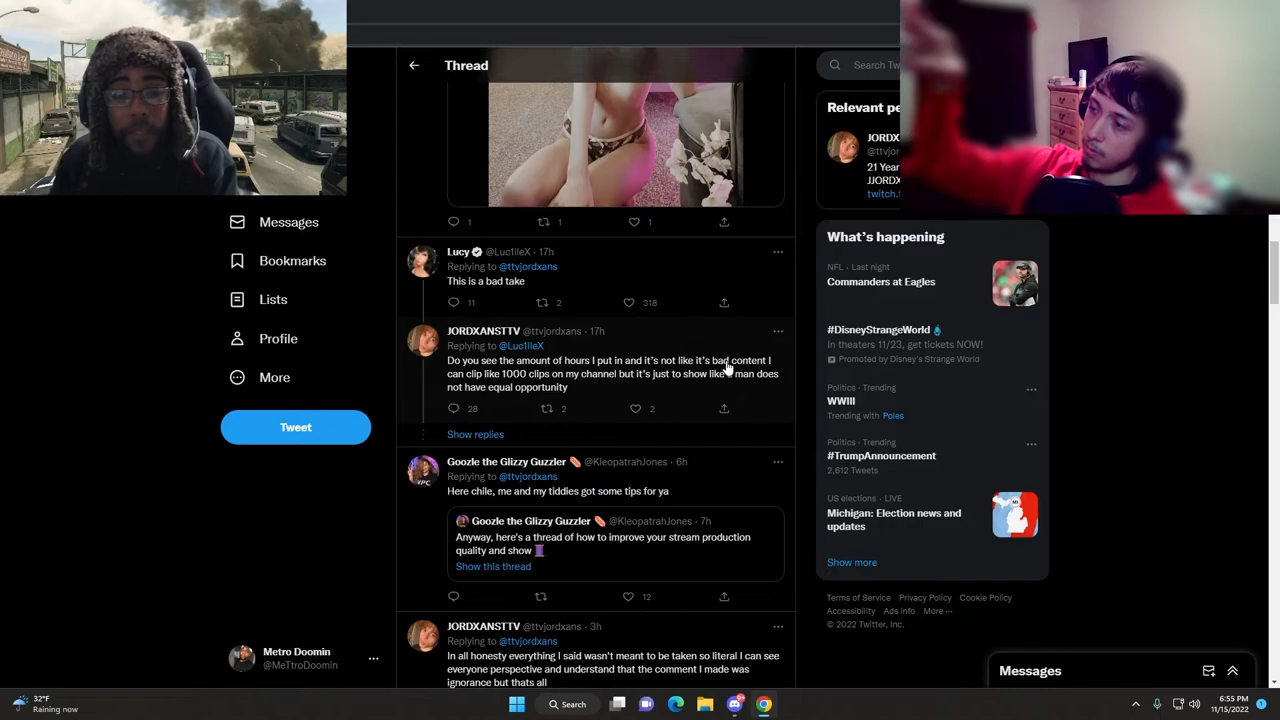 Thread
Search Tw
1
1
1
Messages
Bookmarks
Lists
Profile
More
Tweet
Lucy @Luc1lleX · 17h
Replying to @ttvjordxans
This is a bad take
11
2
318
JORDXANSTTV @ttvjordxans · 17h
Replying to @Luc1lleX
Do you see the amount of hours I put in and it's not like it's bad content I
can clip like 1000 clips on my channel but it's just to show like man does
not have equal opportunity
28
2
2
Show replies
Goozle the Glizzy Guzzler @KleopatrahJones · 6h
Replying to @ttvjordxans
Here chile, me and my tiddies got some tips for ya
Goozle the Glizzy Guzzler @KleopatrahJones · 7h
Anyway, here's a thread of how to improve your stream production
quality and show
Show this thread
12
JORDXANSTTV @ttvjordxans · 3h
Replying to @ttvjordxans
In all honesty everything I said wasn't meant to be taken so literal I can see
everyone perspective and understand that the comment I made was
ignorance but thats all
Relevant pe
JORDX
@ttvjor
21 Year
JJORDX
twitch.t
What's happening
NFL · Last night
Commanders at Eagles
#DisneyStrangeWorld
In theaters 11/23, get tickets NOW!
Promoted by Disney's Strange World
Politics · Trending
WWIII
Trending with Poles
Politics · Trending
#TrumpAnnouncement
2,612 Tweets
US elections · LIVE
Michigan: Election news and
updates
Show more
Terms of Service Privacy Policy Cookie Policy
Accessibility Ads info More ···
© 2022 Twitter, Inc.
Metro Doomin
@MeTtroDoomin
Messages
32°F
Raining now
Search
6:55 PM
11/15/2022